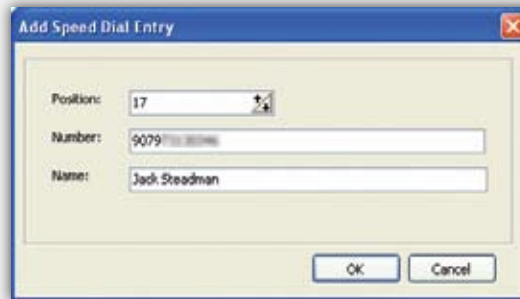 Add Speed Dial Entry
Position: 17
Number: 9079
Name: Jack Steadman
OK Cancel